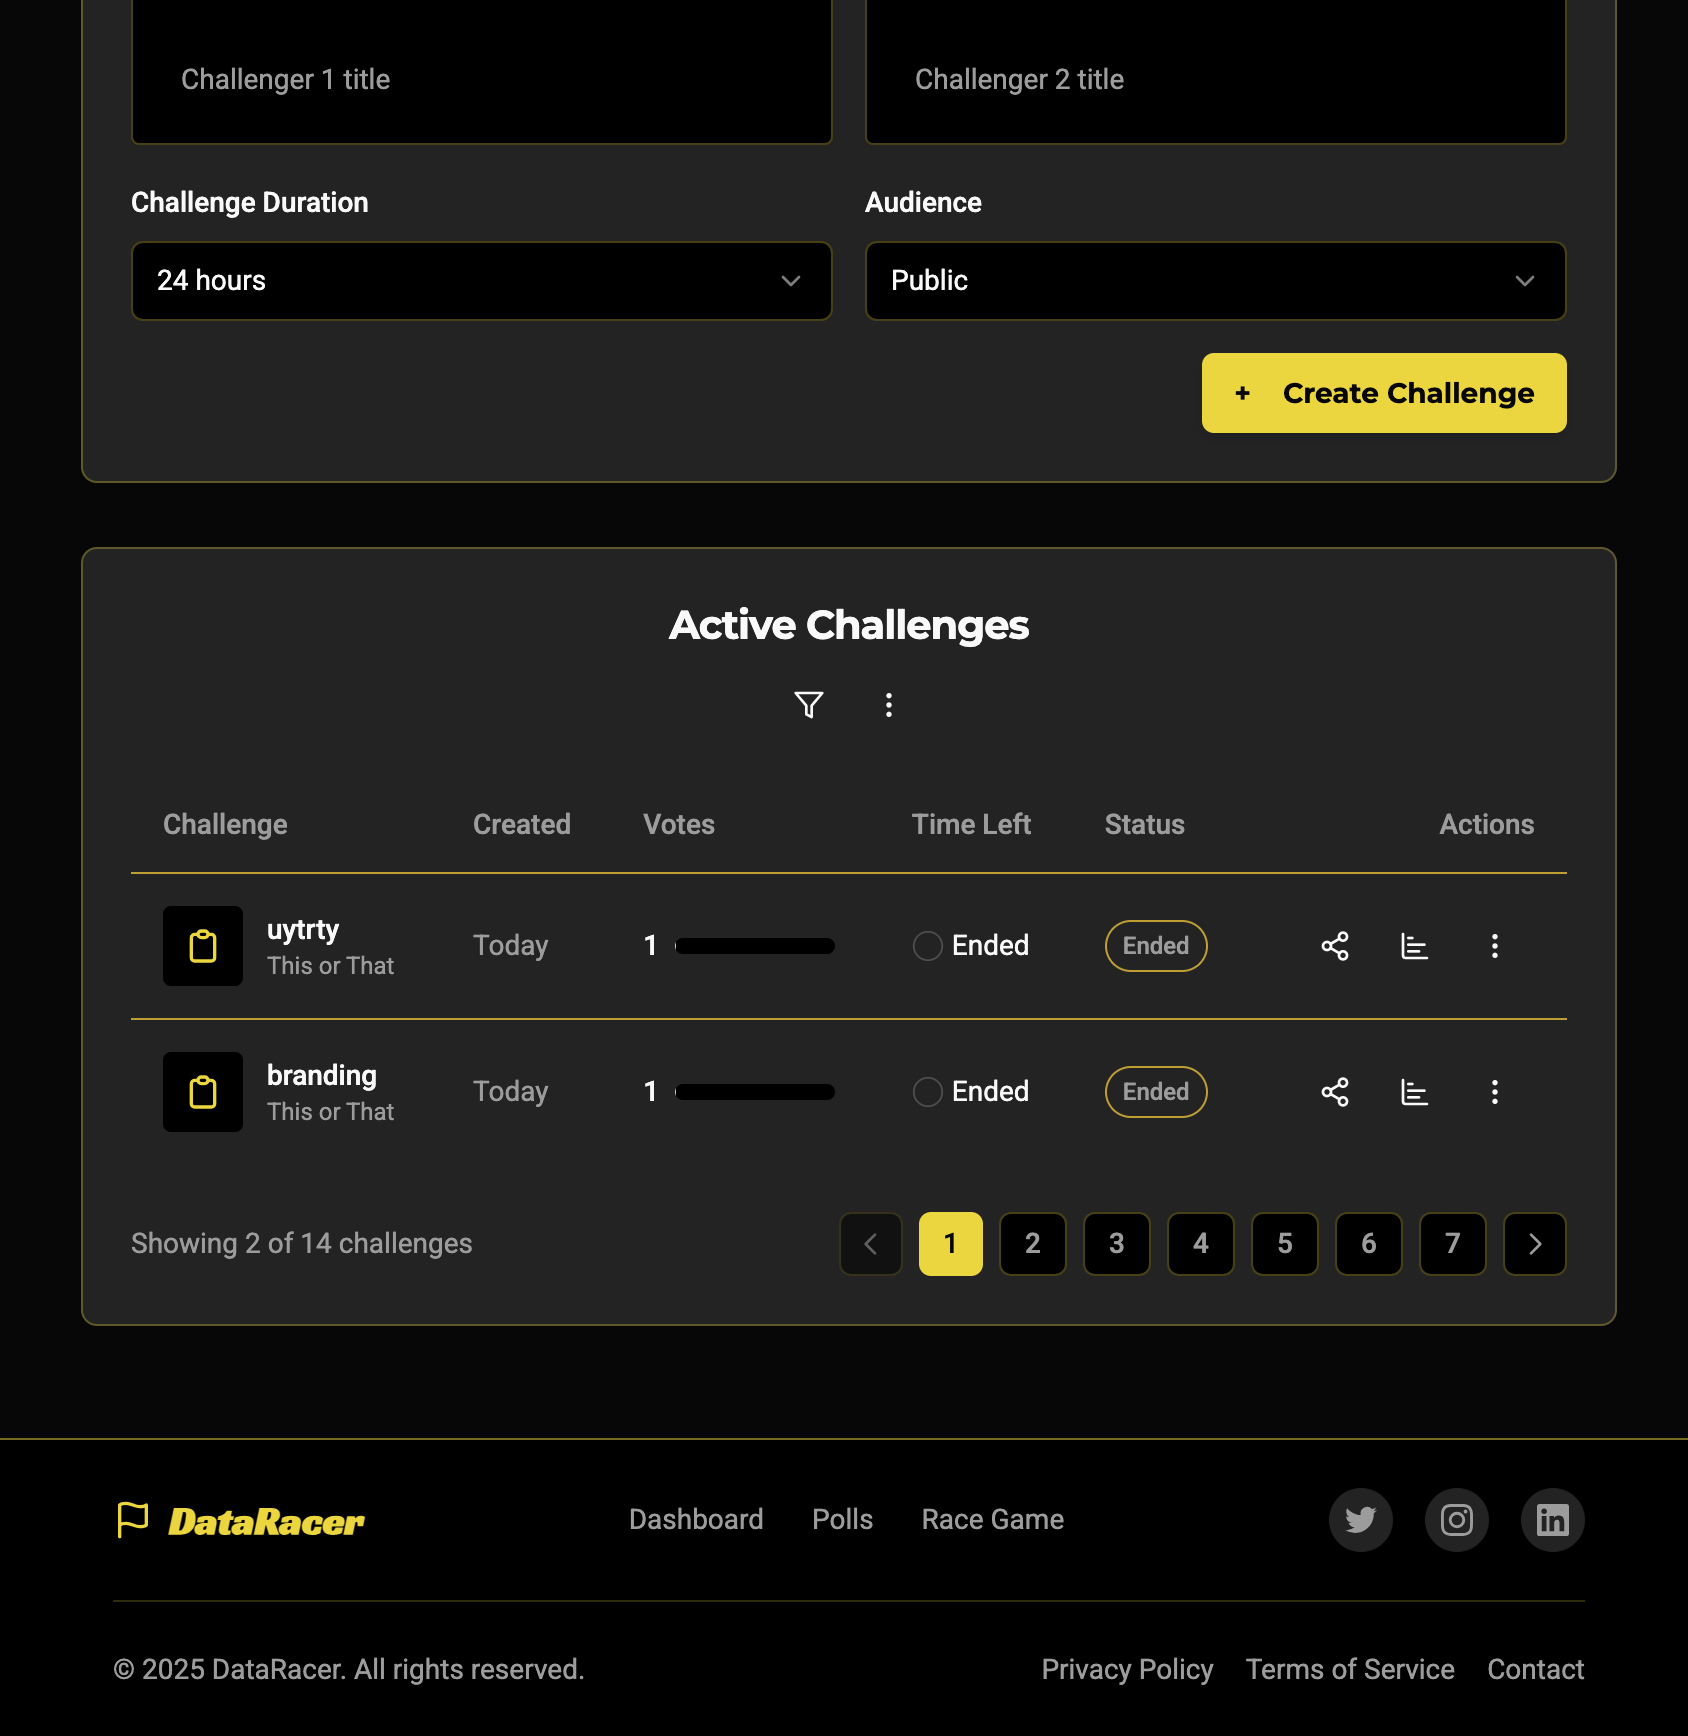 Challenger 1 title
Challenger 2 title
Challenge Duration
Audience
24 hours
Public
+ Create Challenge
Active Challenges
Challenge Created Votes Time Left Status Actions
uytrty
This or That
Today 1 Ended Ended
branding
This or That
Today 1 Ended Ended
Showing 2 of 14 challenges
1 2 3 4 5 6 7
DataRacer
Dashboard Polls Race Game
in
© 2025 DataRacer. All rights reserved.
Privacy Policy Terms of Service Contact